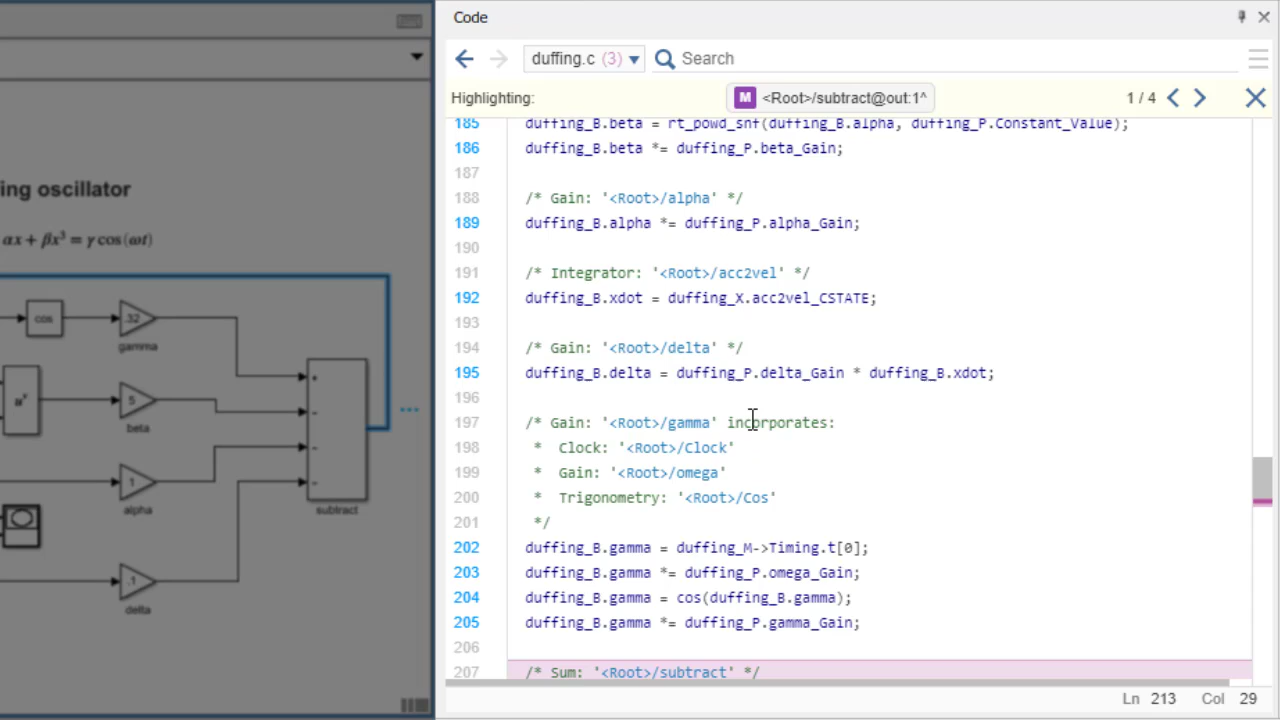 Code
duffing.c (3)
Search
Highlighting:
M <Root>/subtract@out:1^
1 / 4
185 duffing_B.beta = rt_powd_snf(duffing_B.alpha, duffing_P.Constant_Value);
186 duffing_B.beta *= duffing_P.beta_Gain;
187
188 /* Gain: '<Root>/alpha' */
189 duffing_B.alpha *= duffing_P.alpha_Gain;
190
191 /* Integrator: '<Root>/acc2vel' */
192 duffing_B.xdot = duffing_X.acc2vel_CSTATE;
193
194 /* Gain: '<Root>/delta' */
195 duffing_B.delta = duffing_P.delta_Gain * duffing_B.xdot;
196
197 /* Gain: '<Root>/gamma' incorporates:
198 * Clock: '<Root>/Clock'
199 * Gain: '<Root>/omega'
200 * Trigonometry: '<Root>/Cos'
201 */
202 duffing_B.gamma = duffing_M->Timing.t[0];
203 duffing_B.gamma *= duffing_P.omega_Gain;
204 duffing_B.gamma = cos(duffing_B.gamma);
205 duffing_B.gamma *= duffing_P.gamma_Gain;
206
207 /* Sum: '<Root>/subtract' */
Ln 213 Col 29
ing oscillator
αx + βx³ = γ cos(ωt)
cos
.32
gamma
uᵛ
5
beta
1
alpha
.1
delta
+
-
-
-
subtract
...